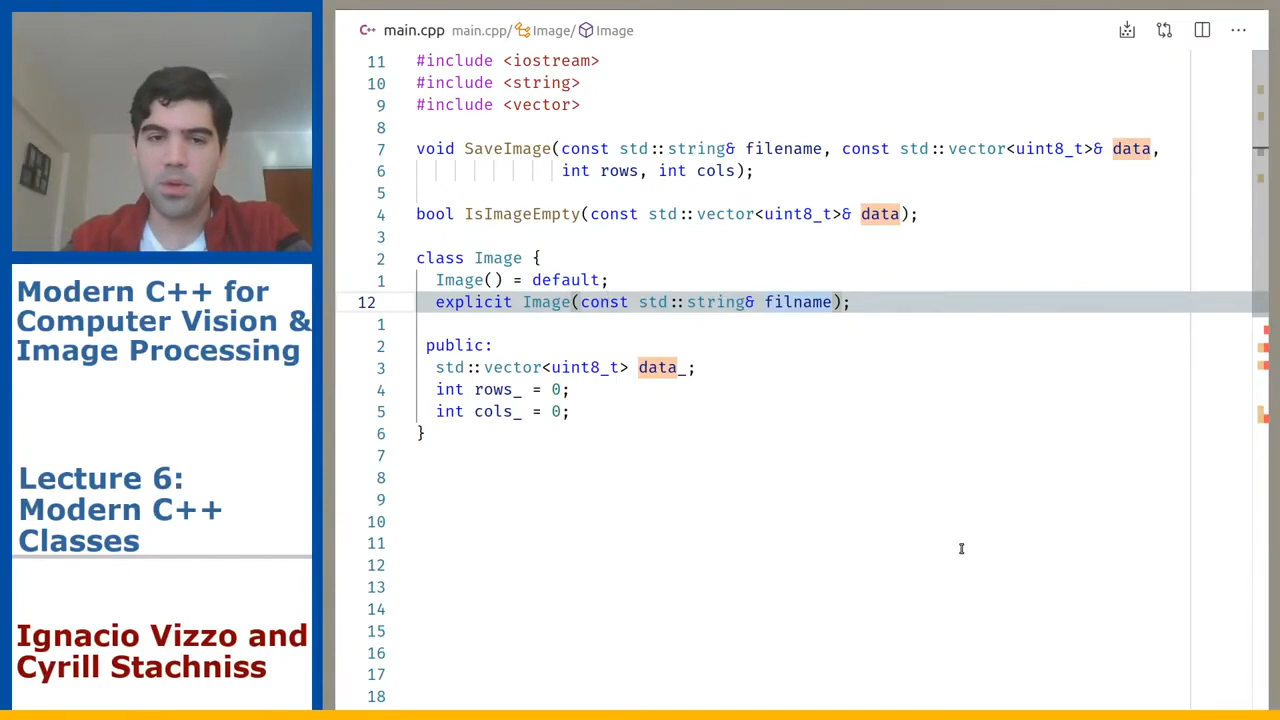 Modern C++ for
Computer Vision &
Image Processing
Lecture 6:
Modern C++
Classes
Ignacio Vizzo and
Cyrill Stachniss
C++ main.cpp main.cpp/ Image/ Image ...
11 #include <iostream>
10 #include <string>
9 #include <vector>
8
7 void SaveImage(const std::string& filename, const std::vector<uint8_t>& data,
6 int rows, int cols);
5
4 bool IsImageEmpty(const std::vector<uint8_t>& data);
3
2 class Image {
1 Image() = default;
12 explicit Image(const std::string& filname);
1
2 public:
3 std::vector<uint8_t> data_;
4 int rows_ = 0;
5 int cols_ = 0;
6 }
7
8
9
10
11
12
13
14
15
16
17
18